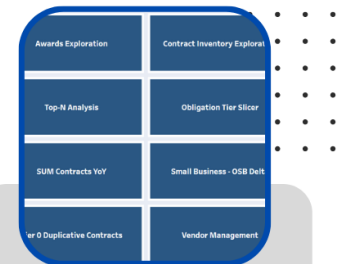 Awards Exploration
Contract Inventory Explorat
Top-N Analysis
Obligation Tier Slicer
SUM Contracts YoY
Small Business - OSB Delt
er 0 Duplicative Contracts
Vendor Management